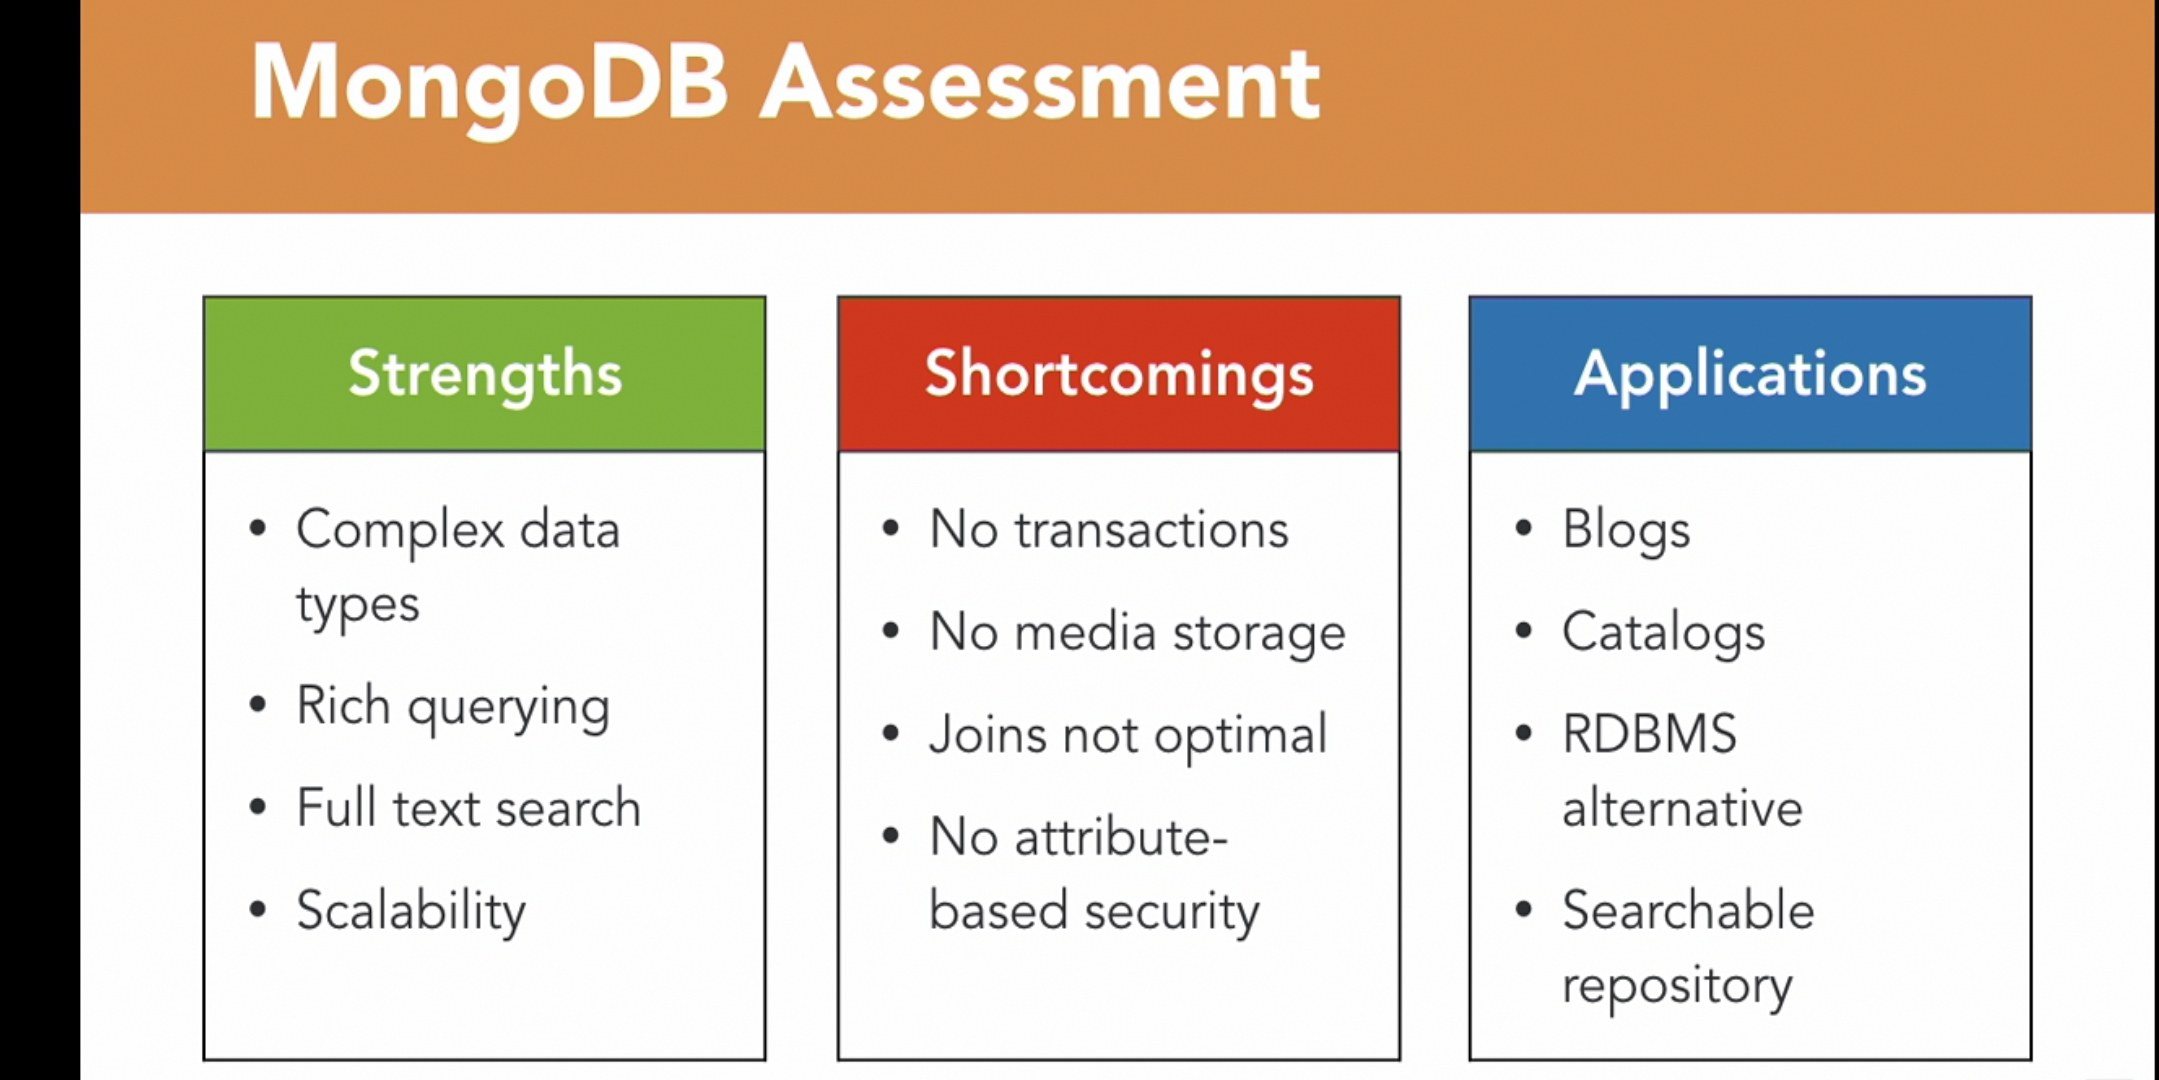 MongoDB Assessment
Strengths
• Complex data
types
• Rich querying
• Full text search
• Scalability
Shortcomings
• No transactions
• No media storage
• Joins not optimal
• No attribute-
based security
Applications
• Blogs
• Catalogs
• RDBMS
alternative
• Searchable
repository